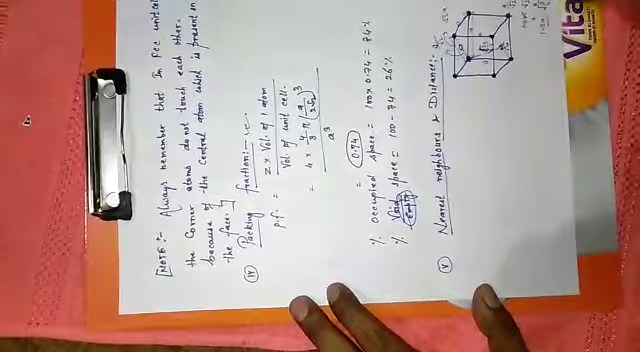 [NOTE:- Always remember that in fcc unit cell
the corner atoms do not touch each other.
because of the central atom which is present in
the face.]
(iv) Packing fraction:- i.e.
p.f. = Z × Vol. of 1 atom
Vol. of unit cell.
= 4 × 4/3 π (a/2√2)³
a³
= 0.74
% occupied space = 100 × 0.74 = 74%
% Void space = 100 - 74 = 26%
(Empty)
(v) Nearest neighbours & Distance:-
Vita